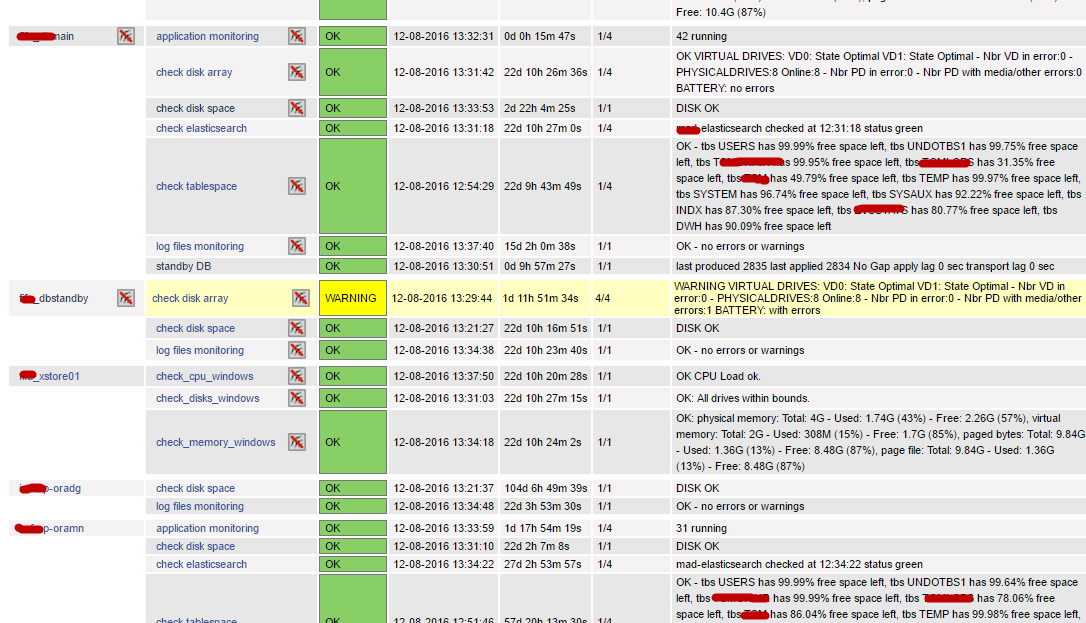 Free: 10.4G (87%)
main application monitoring OK 12-08-2016 13:32:31 0d 0h 15m 47s 1/4 42 running
check disk array OK 12-08-2016 13:31:42 22d 10h 26m 36s 1/4 OK VIRTUAL DRIVES: VD0: State Optimal VD1: State Optimal - Nbr VD in error:0 -
PHYSICALDRIVES:8 Online:8 - Nbr PD in error:0 - Nbr PD with media/other errors:0
BATTERY: no errors
check disk space OK 12-08-2016 13:33:53 2d 22h 4m 25s 1/1 DISK OK
check elasticsearch OK 12-08-2016 13:31:18 22d 10h 27m 0s 1/4 -elasticsearch checked at 12:31:18 status green
check tablespace OK 12-08-2016 12:54:29 22d 9h 43m 49s 1/4 OK - tbs USERS has 99.99% free space left, tbs UNDOTBS1 has 99.75% free space
left, tbs has 99.95% free space left, tbs has 31.35% free
space left, tbs has 49.79% free space left, tbs TEMP has 99.97% free space left,
tbs SYSTEM has 96.74% free space left, tbs SYSAUX has 92.22% free space left, tbs
INDX has 87.30% free space left, tbs has 80.77% free space left, tbs
DWH has 90.09% free space left
log files monitoring OK 12-08-2016 13:37:40 15d 2h 0m 38s 1/1 OK - no errors or warnings
standby DB OK 12-08-2016 13:30:51 0d 9h 57m 27s 1/1 last produced 2835 last applied 2834 No Gap apply lag 0 sec transport lag 0 sec
_dbstandby check disk array WARNING 12-08-2016 13:29:44 1d 11h 51m 34s 4/4 WARNING VIRTUAL DRIVES: VD0: State Optimal VD1: State Optimal - Nbr VD in
error:0 - PHYSICALDRIVES:8 Online:8 - Nbr PD in error:0 - Nbr PD with media/other
errors:1 BATTERY: with errors
check disk space OK 12-08-2016 13:21:27 22d 10h 16m 51s 1/1 DISK OK
log files monitoring OK 12-08-2016 13:34:38 22d 10h 23m 40s 1/1 OK - no errors or warnings
_xstore01 check_cpu_windows OK 12-08-2016 13:37:50 22d 10h 20m 28s 1/1 OK CPU Load ok.
check_disks_windows OK 12-08-2016 13:31:03 22d 10h 27m 15s 1/1 OK: All drives within bounds.
check_memory_windows OK 12-08-2016 13:34:18 22d 10h 24m 2s 1/1 OK: physical memory: Total: 4G - Used: 1.74G (43%) - Free: 2.26G (57%), virtual
memory: Total: 2G - Used: 308M (15%) - Free: 1.7G (85%), paged bytes: Total: 9.84G
- Used: 1.36G (13%) - Free: 8.48G (87%), page file: Total: 9.84G - Used: 1.36G
(13%) - Free: 8.48G (87%)
p-oradg check disk space OK 12-08-2016 13:21:37 104d 6h 49m 39s 1/1 DISK OK
log files monitoring OK 12-08-2016 13:34:48 22d 3h 53m 30s 1/1 OK - no errors or warnings
p-oramn application monitoring OK 12-08-2016 13:33:59 1d 17h 54m 19s 1/4 31 running
check disk space OK 12-08-2016 13:31:10 22d 2h 7m 8s 1/1 DISK OK
check elasticsearch OK 12-08-2016 13:34:22 27d 2h 53m 57s 1/4 mad-elasticsearch checked at 12:34:22 status green
OK - tbs USERS has 99.99% free space left, tbs UNDOTBS1 has 99.64% free space
left, tbs has 99.99% free space left, tbs has 78.06% free
check tablespace OK 12-08-2016 12:51:46 57d 20h 13m 30s 1/4 space left, tbs has 86.04% free space left, tbs TEMP has 99.98% free space left,